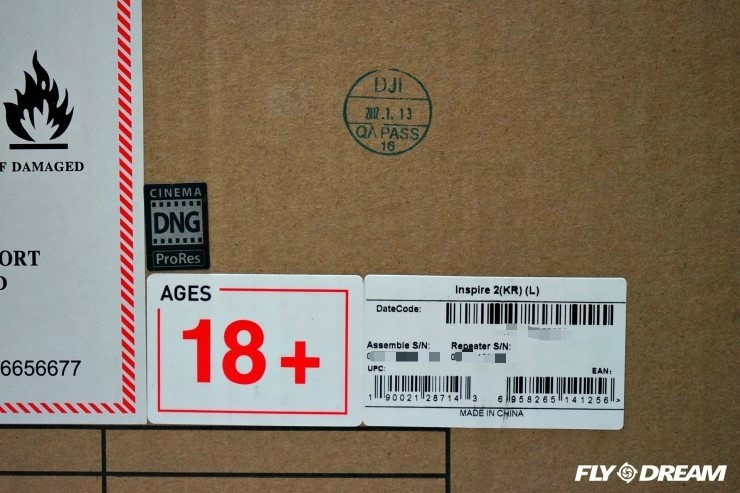 DJI
2017.1.13
QA PASS
16
F DAMAGED
CINEMA
DNG
ProRes
ORT
6656677
AGES
18+
Inspire 2(KR) (L)
DateCode:
Assemble S/N:
Repeater S/N:
UPC:
EAN:
1 90021 28714 3
6 958265 141256 >
MADE IN CHINA
FLY DREAM